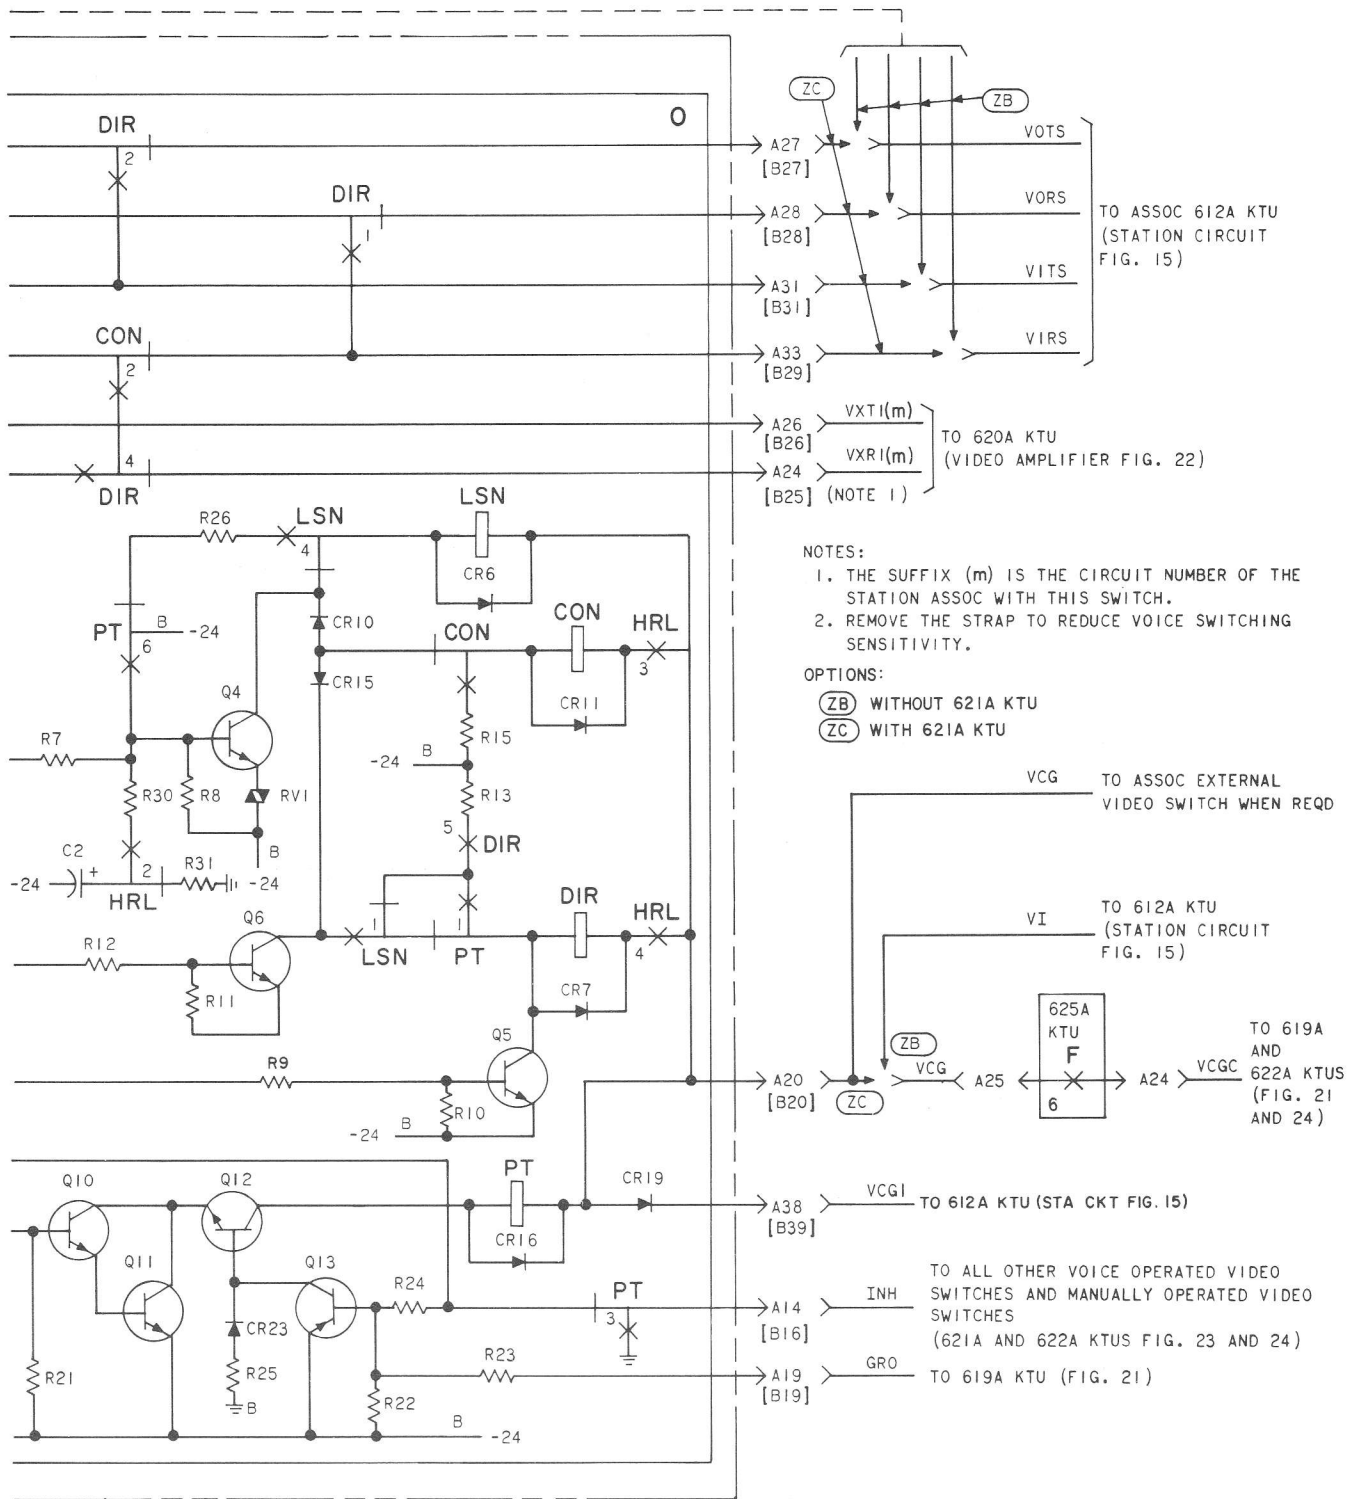 O
ZC
ZB
DIR
2
A27
[B27]
VOTS
DIR
1
A28
[B28]
VORS
TO ASSOC 612A KTU
(STATION CIRCUIT
FIG. 15)
A31
[B31]
VITS
CON
2
A33
[B29]
VIRS
A26
[B26]
VXT1(m)
4
DIR
A24
[B25]
VXR1(m)
(NOTE 1)
TO 620A KTU
(VIDEO AMPLIFIER FIG. 22)
R26
LSN
4
LSN
CR6
NOTES:
1. THE SUFFIX (m) IS THE CIRCUIT NUMBER OF THE
STATION ASSOC WITH THIS SWITCH.
2. REMOVE THE STRAP TO REDUCE VOICE SWITCHING
SENSITIVITY.
OPTIONS:
ZB WITHOUT 621A KTU
ZC WITH 621A KTU
PT
6
B
-24
CR10
CON
CON
HRL
3
CR15
CR11
Q4
R7
R15
B
-24
R30
R8
RV1
R13
5
DIR
VCG
TO ASSOC EXTERNAL
VIDEO SWITCH WHEN REQD
C2
+
-24
2
HRL
R31
B
-24
1
LSN
PT
1
DIR
HRL
4
R12
Q6
R11
CR7
VI
TO 612A KTU
(STATION CIRCUIT
FIG. 15)
R9
Q5
R10
B
-24
A20
[B20]
ZB
ZC
VCG
A25
625A
KTU
F
6
A24
VCGC
TO 619A
AND
622A KTUS
(FIG. 21
AND 24)
Q10
Q12
PT
CR16
CR19
A38
[B39]
VCG1
TO 612A KTU (STA CKT FIG. 15)
Q11
Q13
R24
PT
3
A14
[B16]
INH
TO ALL OTHER VOICE OPERATED VIDEO
SWITCHES AND MANUALLY OPERATED VIDEO
SWITCHES
(621A AND 622A KTUS FIG. 23 AND 24)
CR23
R25
B
R21
R22
R23
A19
[B19]
GRO
TO 619A KTU (FIG. 21)
B
-24